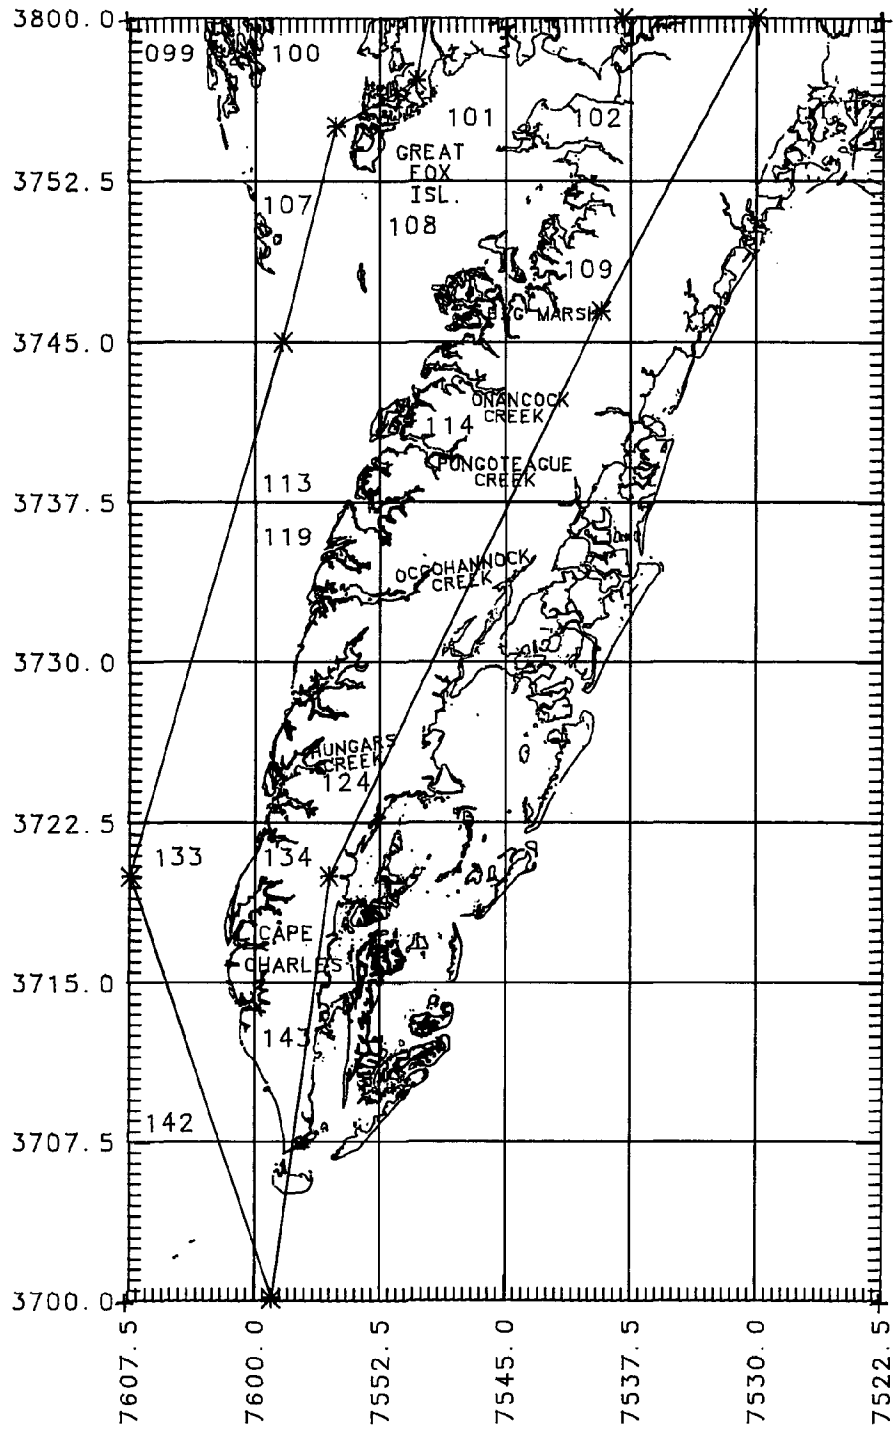 3800.0
099
100
101
102
GREAT
FOX
ISL.
3752.5
107
108
109
BIG MARSH
3745.0
ONANCOCK
CREEK
114
PUNGOTEAGUE
CREEK
113
3737.5
119
OCCOHANNOCK
CREEK
3730.0
HUNGARS
CREEK
124
3722.5
133
134
CAPE
CHARLES
3715.0
143
142
3707.5
3700.0
7607.5
7600.0
7552.5
7545.0
7537.5
7530.0
7522.5